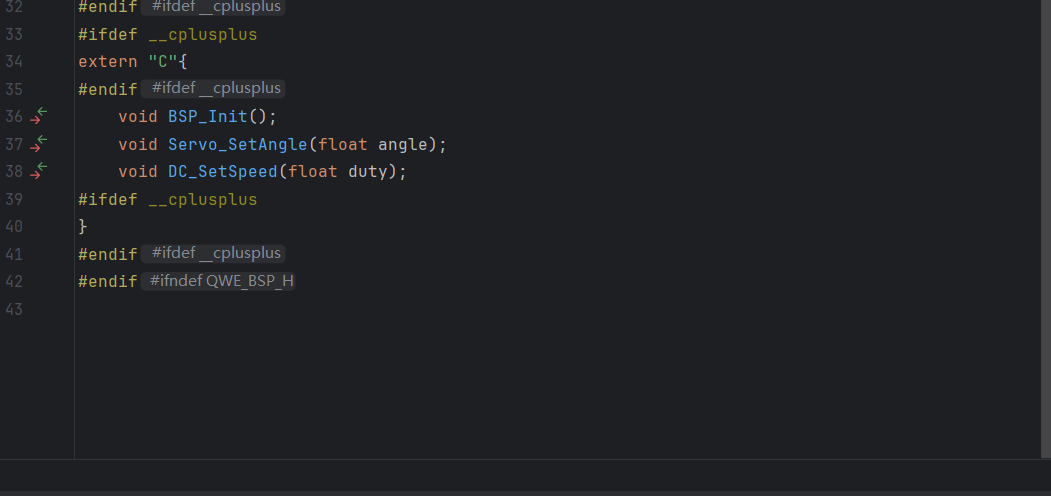 32 #endif #ifdef __cplusplus
33 #ifdef __cplusplus
34 extern "C"{
35 #endif #ifdef __cplusplus
36 void BSP_Init();
37 void Servo_SetAngle(float angle);
38 void DC_SetSpeed(float duty);
39 #ifdef __cplusplus
40 }
41 #endif #ifdef __cplusplus
42 #endif #ifndef QWE_BSP_H
43